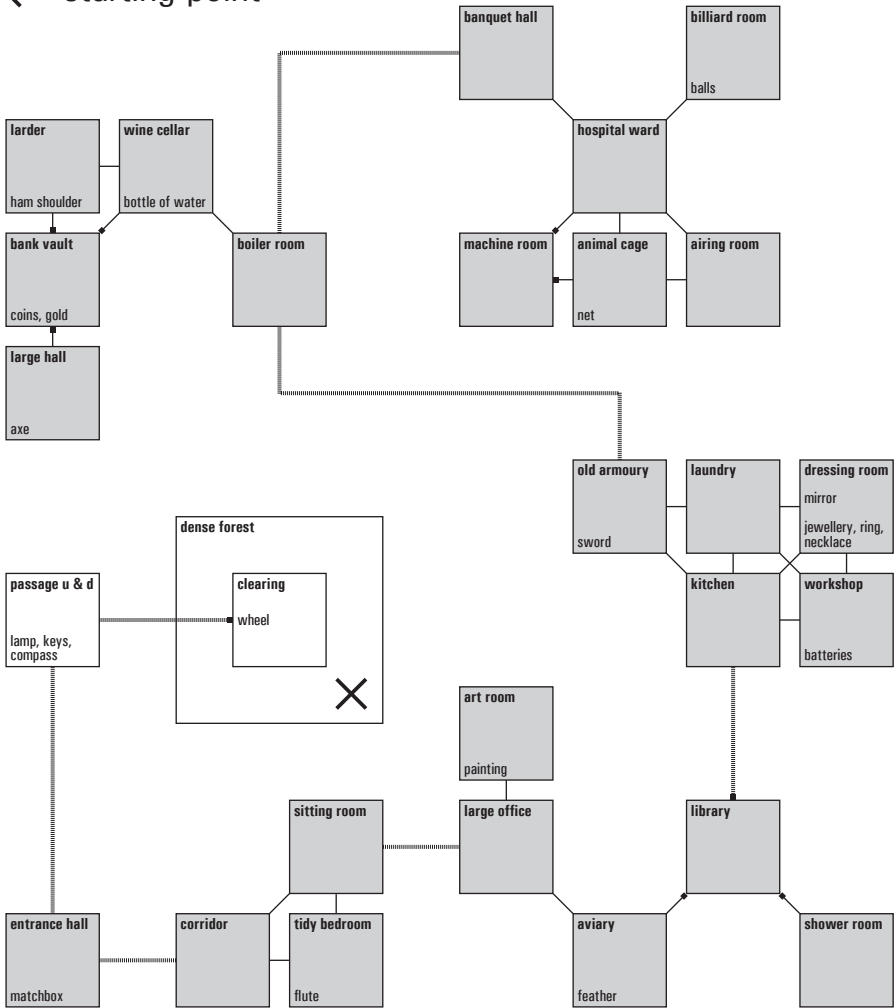 starting point
banquet hall
billiard room
balls
larder
wine cellar
hospital ward
ham shoulder
bottle of water
bank vault
boiler room
machine room
animal cage
airing room
coins, gold
net
large hall
axe
old armoury
laundry
dressing room
mirror
jewellery, ring,
necklace
sword
dense forest
passage u & d
clearing
kitchen
workshop
wheel
lamp, keys,
compass
batteries
art room
painting
sitting room
large office
library
entrance hall
corridor
tidy bedroom
aviary
shower room
matchbox
flute
feather